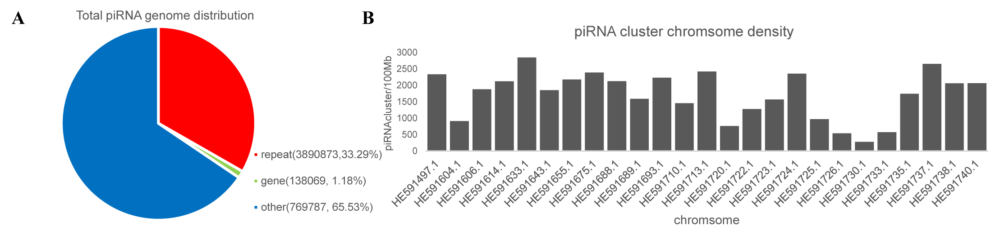 A
Total piRNA genome distribution
repeat(3890873,33.29%)
gene(138069, 1.18%)
other(769787, 65.53%)
B
piRNA cluster chromsome density
piRNAcluster/100Mb
3000
2500
2000
1500
1000
500
0
HE591497.1
HE591604.1
HE591606.1
HE591614.1
HE591633.1
HE591643.1
HE591655.1
HE591675.1
HE591688.1
HE591689.1
HE591693.1
HE591710.1
HE591713.1
HE591720.1
HE591722.1
HE591723.1
HE591724.1
HE591725.1
HE591726.1
HE591730.1
HE591733.1
HE591735.1
HE591737.1
HE591738.1
HE591740.1
chromsome